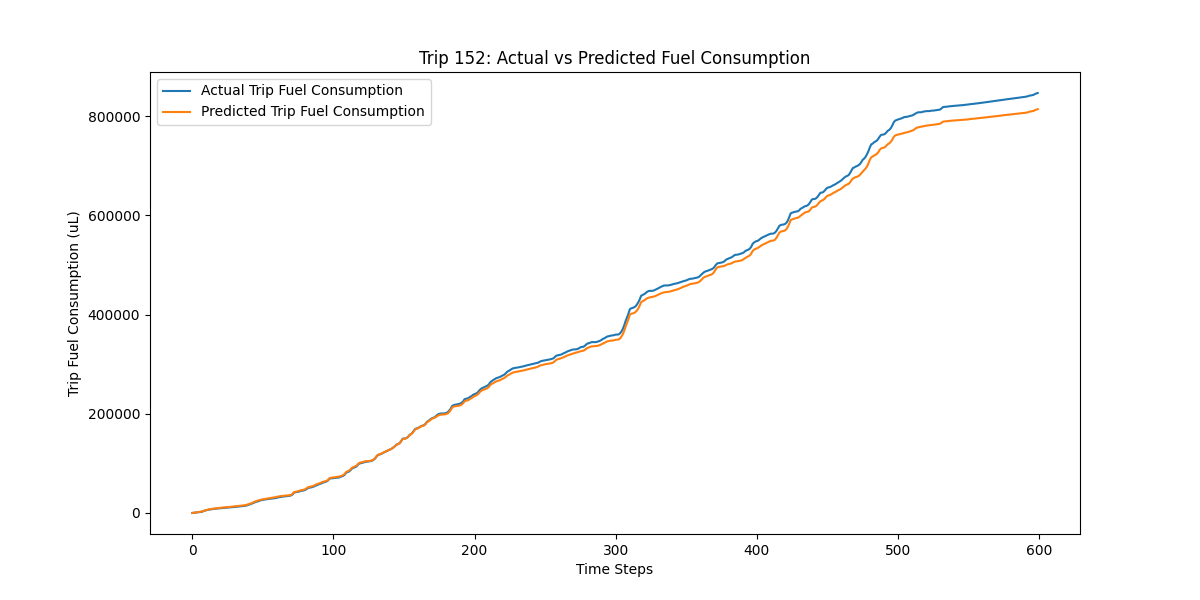 Trip 152: Actual vs Predicted Fuel Consumption
Actual Trip Fuel Consumption
Predicted Trip Fuel Consumption
Trip Fuel Consumption (uL)
800000
600000
400000
200000
0
0 100 200 300 400 500 600
Time Steps